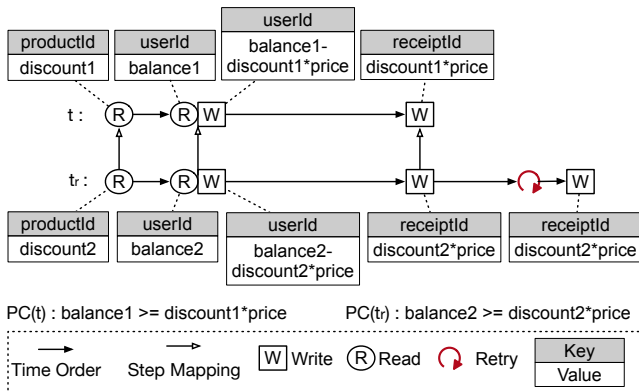 productId
discount1
userId
balance1
userId
balance1-
discount1*price
receiptId
discount1*price
t :
R
R
W
W
tr :
R
R
W
W
W
productId
discount2
userId
balance2
userId
balance2-
discount2*price
receiptId
discount2*price
receiptId
discount2*price
PC(t) : balance1 >= discount1*price
PC(tr) : balance2 >= discount2*price
Time Order
Step Mapping
W Write
R Read
Retry
Key
Value